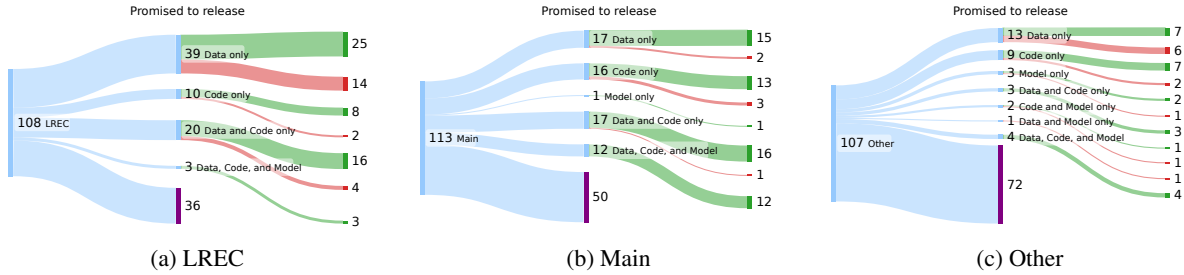 Promised to release
39 Data only
10 Code only
108 LREC
20 Data and Code only
3 Data, Code, and Model
36
25
14
8
2
16
4
3
(a) LREC
Promised to release
17 Data only
16 Code only
1 Model only
17 Data and Code only
113 Main
12 Data, Code, and Model
50
15
2
13
3
1
16
1
12
(b) Main
Promised to release
13 Data only
9 Code only
3 Model only
3 Data and Code only
2 Code and Model only
1 Data and Model only
4 Data, Code, and Model
107 Other
72
7
6
7
2
2
1
3
1
1
1
4
(c) Other